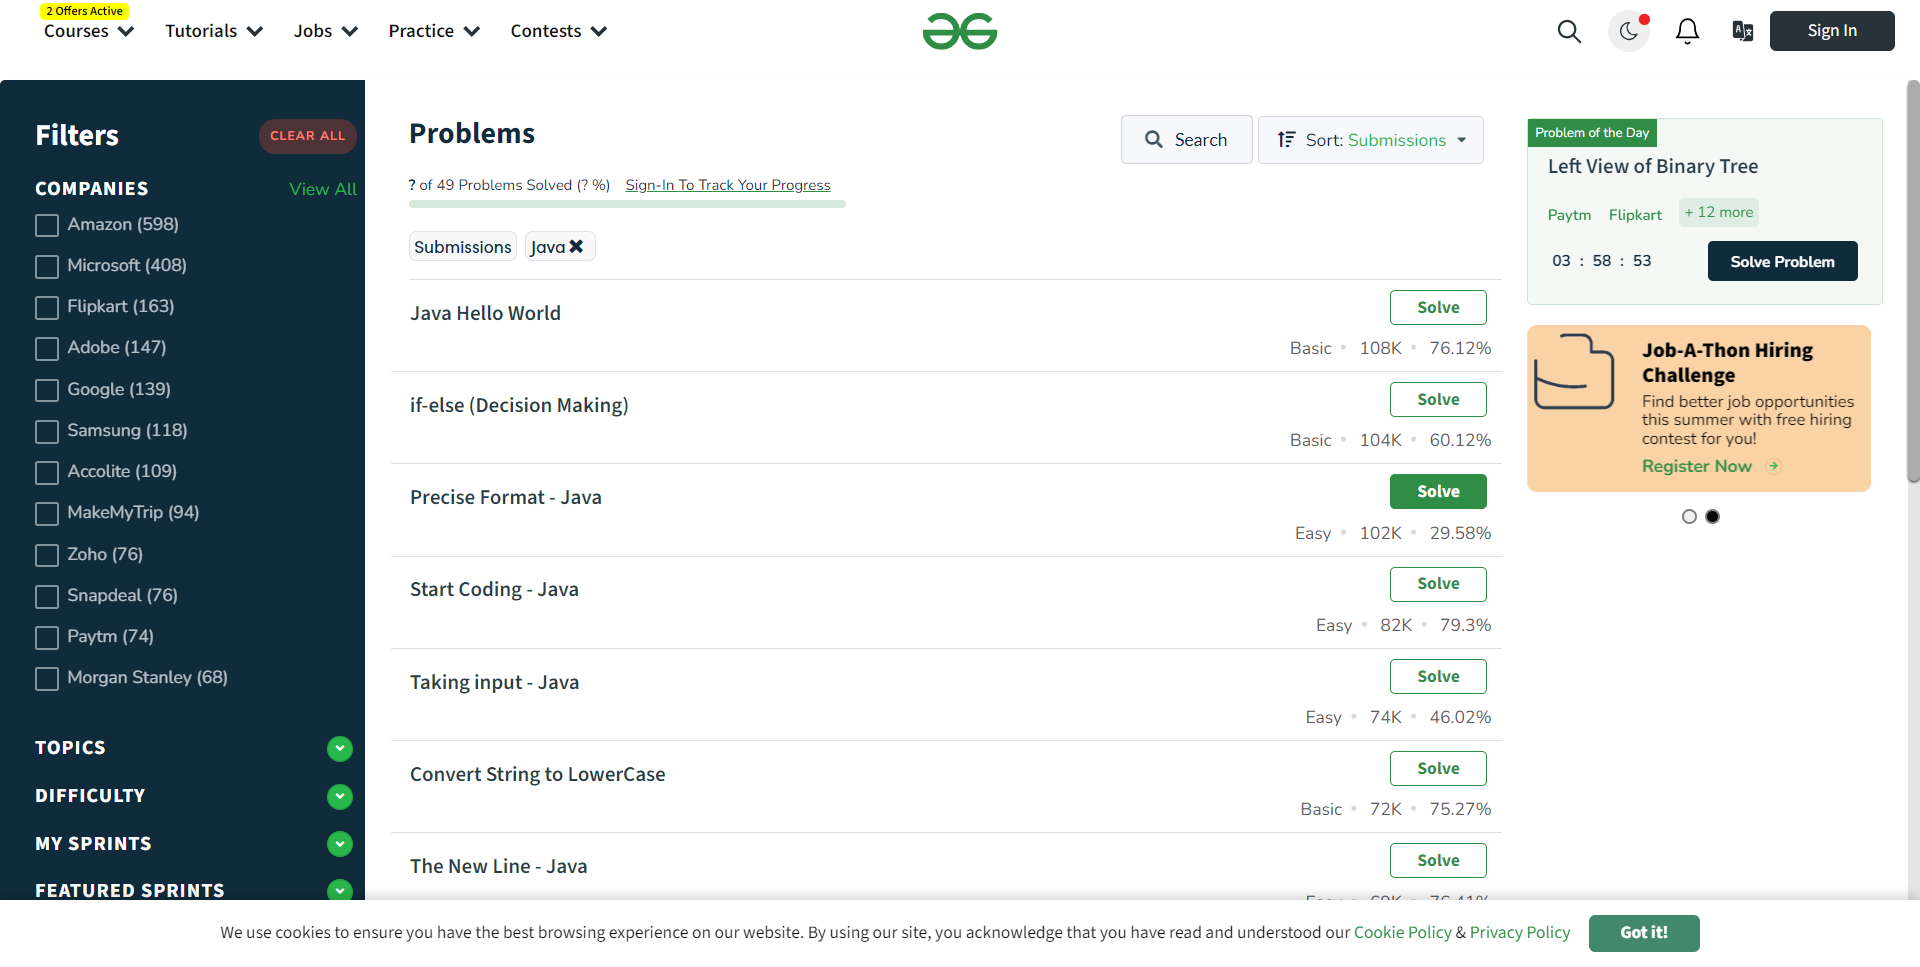 2 Offers Active
Courses Tutorials Jobs Practice Contests Sign In
Filters CLEAR ALL
COMPANIES View All
Amazon (598)
Microsoft (408)
Flipkart (163)
Adobe (147)
Google (139)
Samsung (118)
Accolite (109)
MakeMyTrip (94)
Zoho (76)
Snapdeal (76)
Paytm (74)
Morgan Stanley (68)
TOPICS
DIFFICULTY
MY SPRINTS
FEATURED SPRINTS
Problems
Search
Sort: Submissions
? of 49 Problems Solved (? %) Sign-In To Track Your Progress
Submissions Java
Java Hello World Solve
Basic • 108K • 76.12%
if-else (Decision Making) Solve
Basic • 104K • 60.12%
Precise Format - Java Solve
Easy • 102K • 29.58%
Start Coding - Java Solve
Easy • 82K • 79.3%
Taking input - Java Solve
Easy • 74K • 46.02%
Convert String to LowerCase Solve
Basic • 72K • 75.27%
The New Line - Java Solve
Problem of the Day
Left View of Binary Tree
Paytm Flipkart + 12 more
03 : 58 : 53 Solve Problem
Job-A-Thon Hiring
Challenge
Find better job opportunities
this summer with free hiring
contest for you!
Register Now
We use cookies to ensure you have the best browsing experience on our website. By using our site, you acknowledge that you have read and understood our Cookie Policy & Privacy Policy Got it!